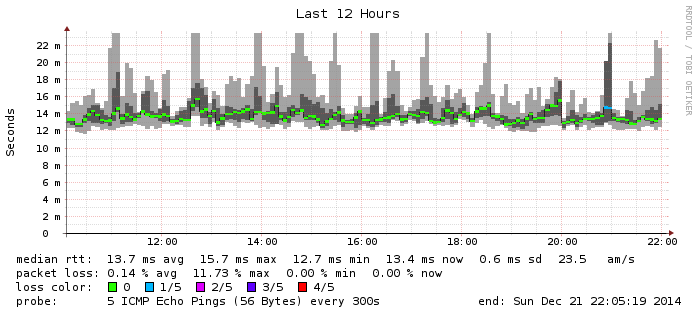 Last 12 Hours
RRDTOOL / TOBI OETIKER
Seconds
22 m
20 m
18 m
16 m
14 m
12 m
10 m
8 m
6 m
4 m
2 m
0
12:00 14:00 16:00 18:00 20:00 22:00
median rtt: 13.7 ms avg 15.7 ms max 12.7 ms min 13.4 ms now 0.6 ms sd 23.5 am/s
packet loss: 0.14 % avg 11.73 % max 0.00 % min 0.00 % now
loss color: 0 1/5 2/5 3/5 4/5
probe: 5 ICMP Echo Pings (56 Bytes) every 300s end: Sun Dec 21 22:05:19 2014